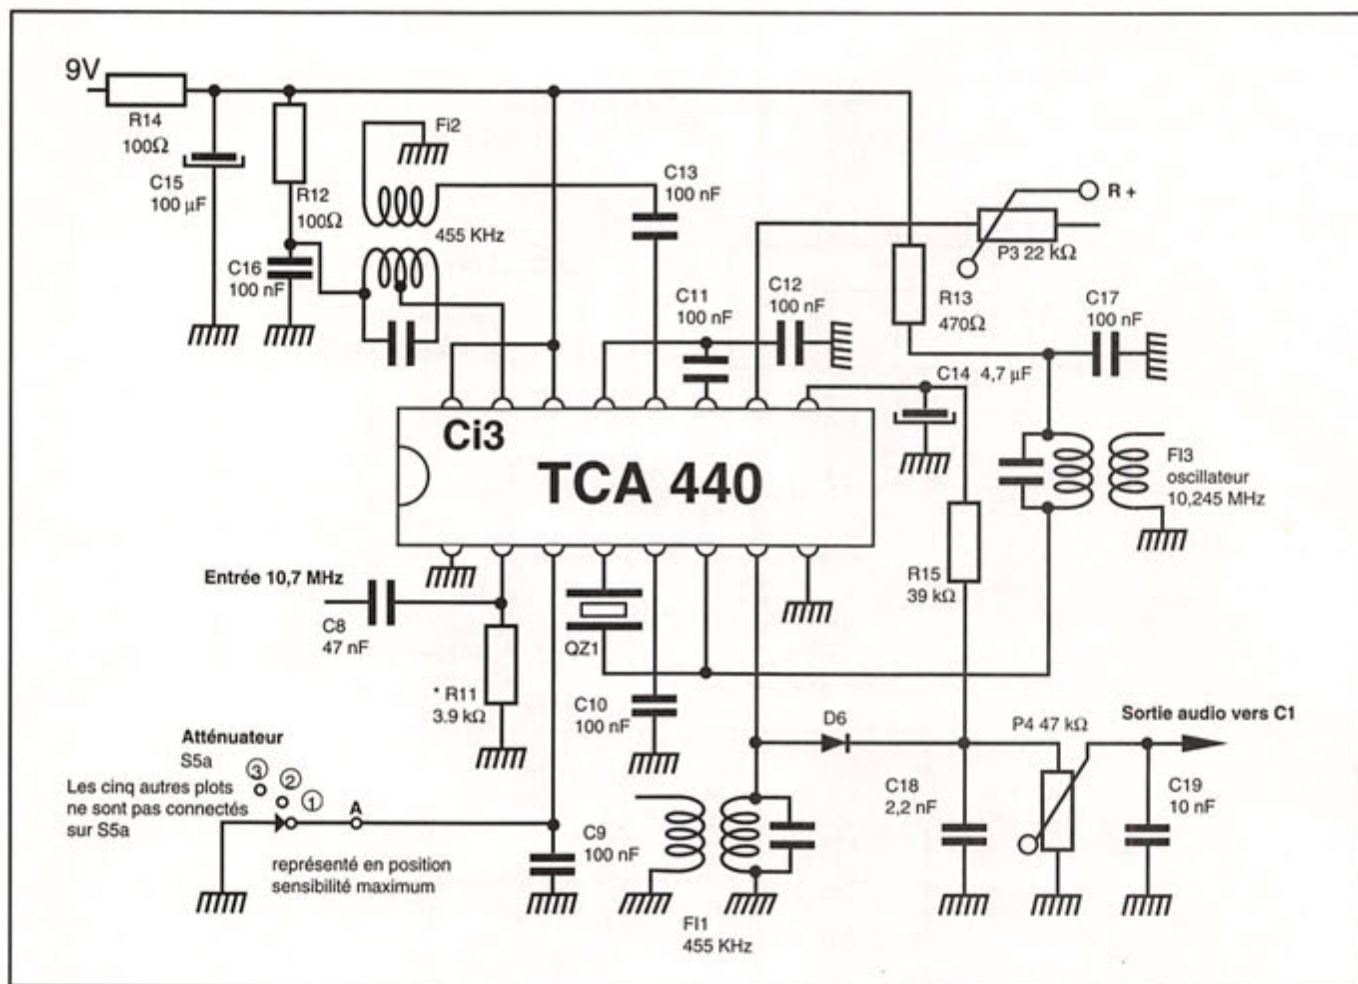 9V
R14
100Ω
C15
100 µF
R12
100Ω
C16
100 nF
Fi2
455 KHz
C13
100 nF
C11
100 nF
C12
100 nF
R +
P3 22 kΩ
R13
470Ω
C17
100 nF
C14 4,7 µF
Ci3
TCA 440
FI3
oscillateur
10,245 MHz
Entrée 10,7 MHz
C8
47 nF
* R11
3.9 kΩ
QZ1
R15
39 kΩ
C10
100 nF
D6
P4 47 kΩ
Sortie audio vers C1
Atténuateur
S5a
Les cinq autres plots
ne sont pas connectés
sur S5a
③
②
①
A
représenté en position
sensibilité maximum
C9
100 nF
FI1
455 KHz
C18
2,2 nF
C19
10 nF